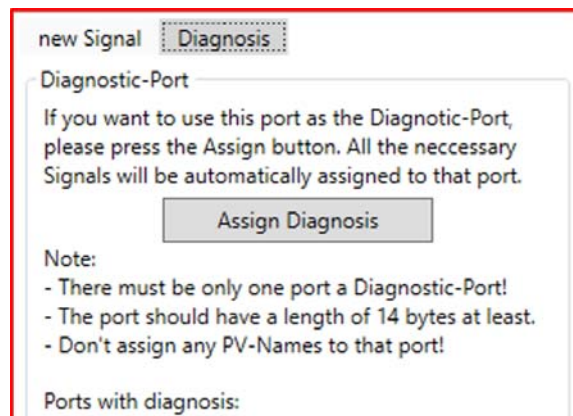 new Signal Diagnosis
Diagnostic-Port
If you want to use this port as the Diagnotic-Port,
please press the Assign button. All the neccessary
Signals will be automatically assigned to that port.
Assign Diagnosis
Note:
- There must be only one port a Diagnostic-Port!
- The port should have a length of 14 bytes at least.
- Don't assign any PV-Names to that port!
Ports with diagnosis: